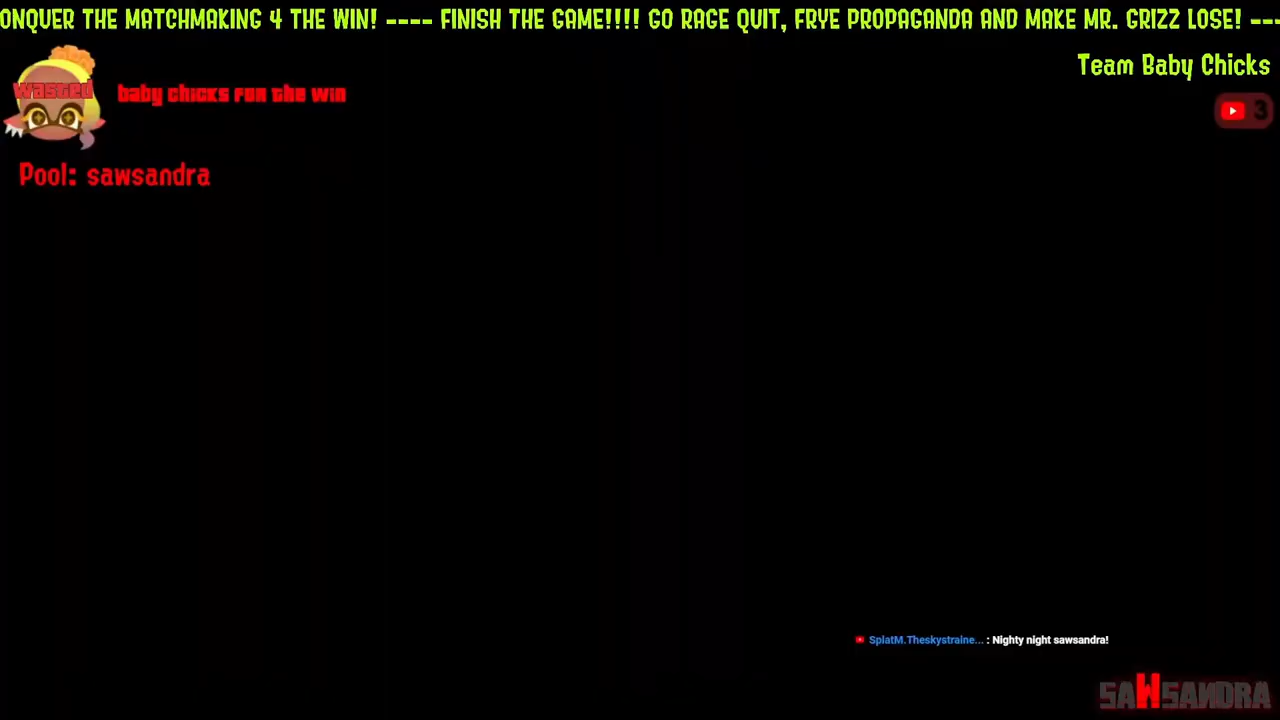 ONQUER THE MATCHMAKING 4 THE WIN! ---- FINISH THE GAME!!!! GO RAGE QUIT, FRYE PROPAGANDA AND MAKE MR. GRIZZ LOSE! ---
Team Baby Chicks
wasted
baby chicks for the win
3
Pool: sawsandra
SplatM.Theskystraine... : Nighty night sawsandra!
SAWSANDRA